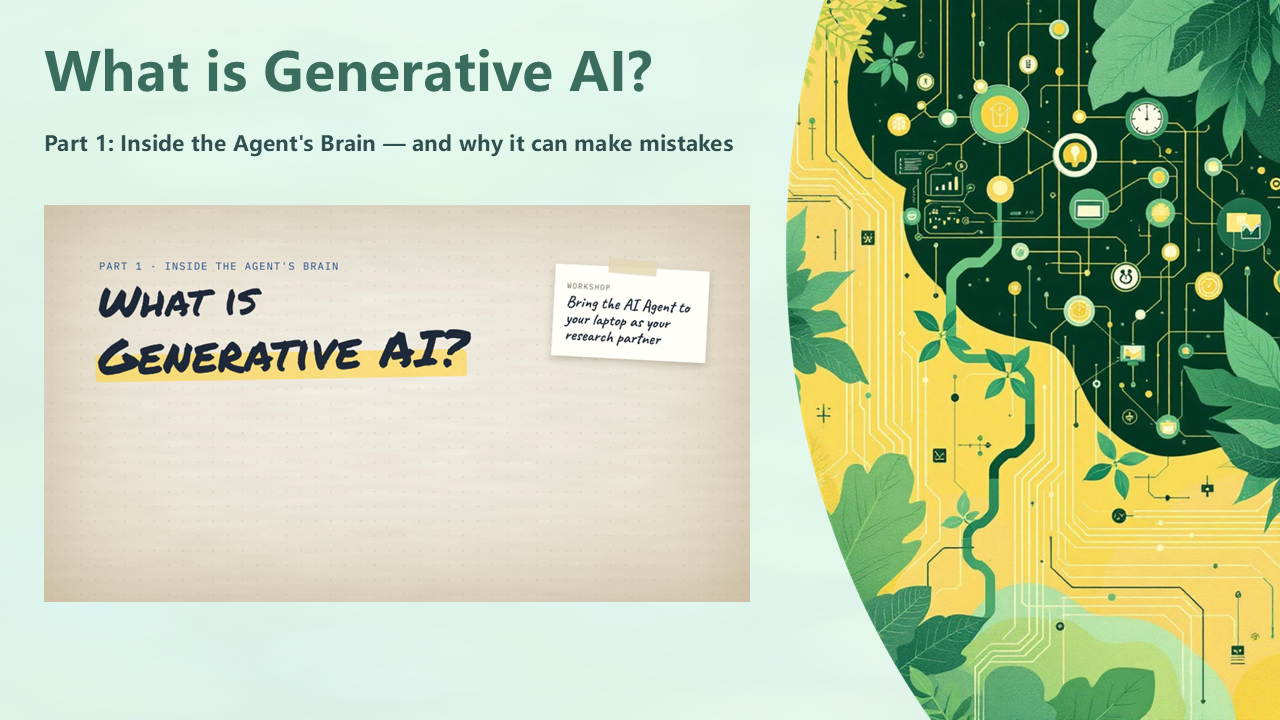 What is Generative AI?
Part 1: Inside the Agent's Brain — and why it can make mistakes
PART 1 · INSIDE THE AGENT'S BRAIN
WHAT IS
GENERATIVE AI?
WORKSHOP
Bring the AI Agent to
your laptop as your
research partner